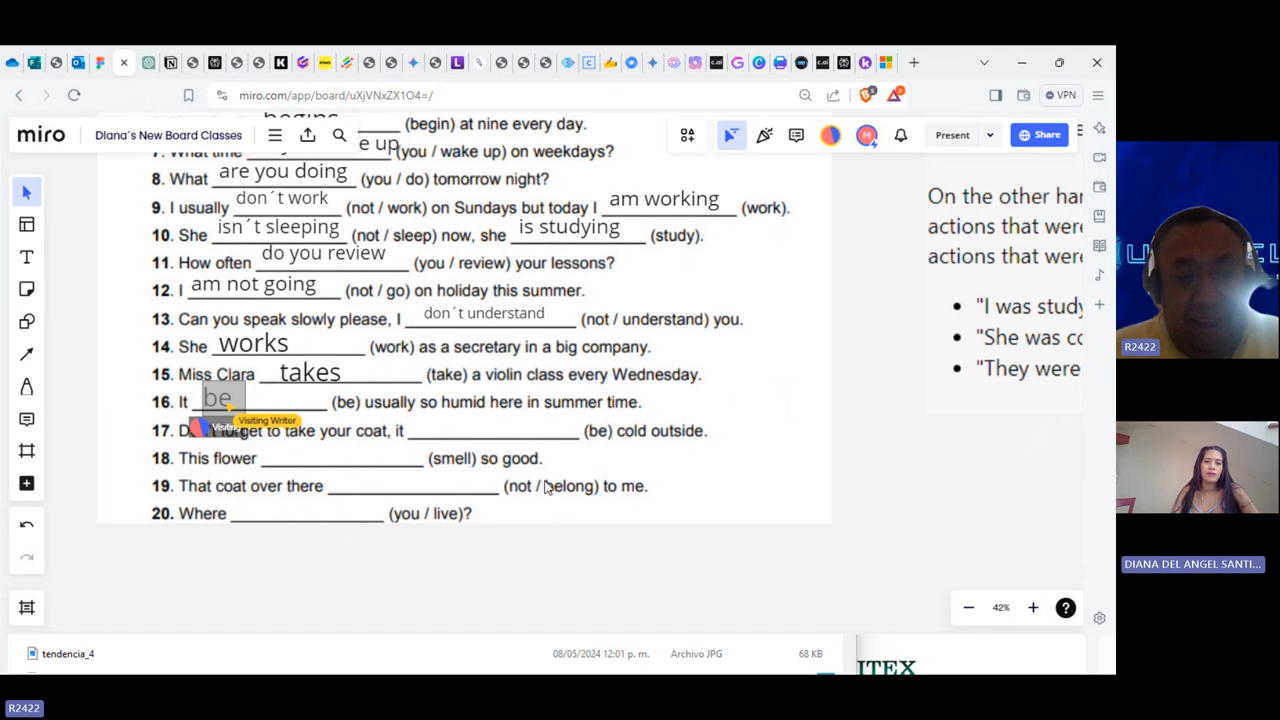 miro.com/app/board/uXjVNxZX1O4=/
VPN
miro
DIana's New Board Classes
Present
Share
begins
(begin) at nine every day.
7. What time e up (you / wake up) on weekdays?
8. What are you doing (you / do) tomorrow night?
9. I usually don´t work (not / work) on Sundays but today I am working (work).
10. She isn´t sleeping (not / sleep) now, she is studying (study).
11. How often do you review (you / review) your lessons?
12. I am not going (not / go) on holiday this summer.
13. Can you speak slowly please, I don´t understand (not / understand) you.
14. She works (work) as a secretary in a big company.
15. Miss Clara takes (take) a violin class every Wednesday.
16. It be (be) usually so humid here in summer time.
Visiting Writer
17. Don't forget to take your coat, it (be) cold outside.
18. This flower (smell) so good.
19. That coat over there (not / belong) to me.
20. Where (you / live)?
On the other har
actions that were
actions that were
• "I was study
• "She was co
• "They were
42%
tendencia_4 08/05/2024 12:01 p. m. Archivo JPG 68 KB
ITEX
R2422
DIANA DEL ANGEL SANTI...
R2422